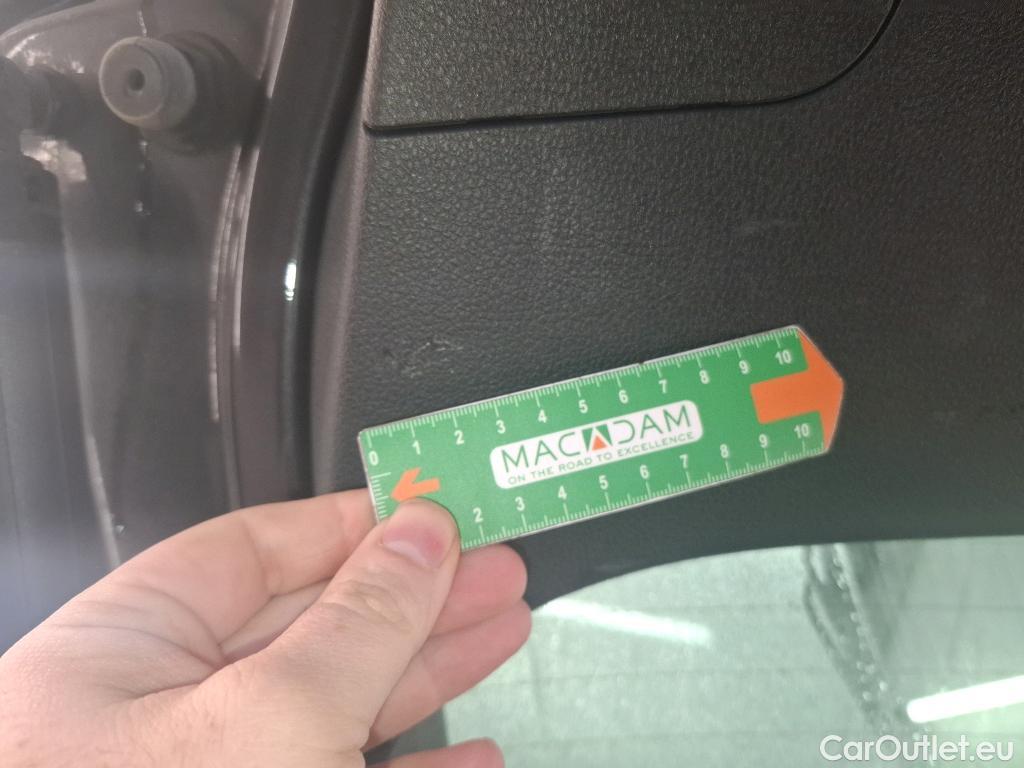 0 1 2 3 4 5 6 7 8 9 10
MACADAM
ON THE ROAD TO EXCELLENCE
2 3 4 5 6 7 8 9 10
CarOutlet.eu